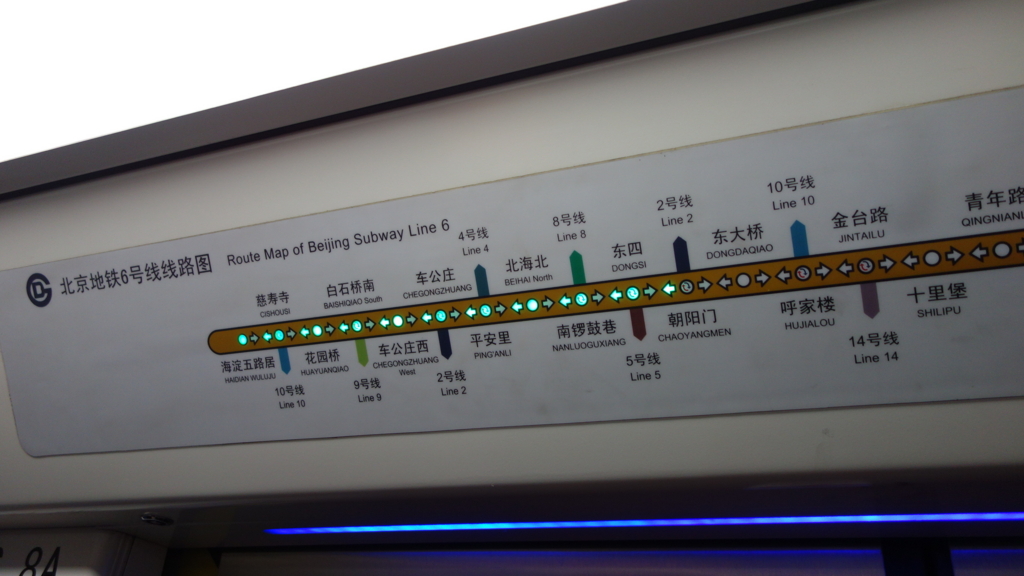 北京地铁6号线线路图
Route Map of Beijing Subway Line 6
4号线
Line 4
8号线
Line 8
2号线
Line 2
10号线
Line 10
慈寿寺
CISHOUSI
白石桥南
BAISHIQIAO South
车公庄
CHEGONGZHUANG
北海北
BEIHAI North
东四
DONGSI
东大桥
DONGDAQIAO
金台路
JINTAILU
青年路
海淀五路居
HAIDIAN WULUJU
花园桥
HUAYUANQIAO
车公庄西
CHEGONGZHUANG
West
平安里
PING'ANLI
南锣鼓巷
NANLUOGUXIANG
朝阳门
CHAOYANGMEN
呼家楼
HUJIALOU
十里堡
SHILIPU
10号线
Line 10
9号线
Line 9
2号线
Line 2
5号线
Line 5
14号线
Line 14
8A